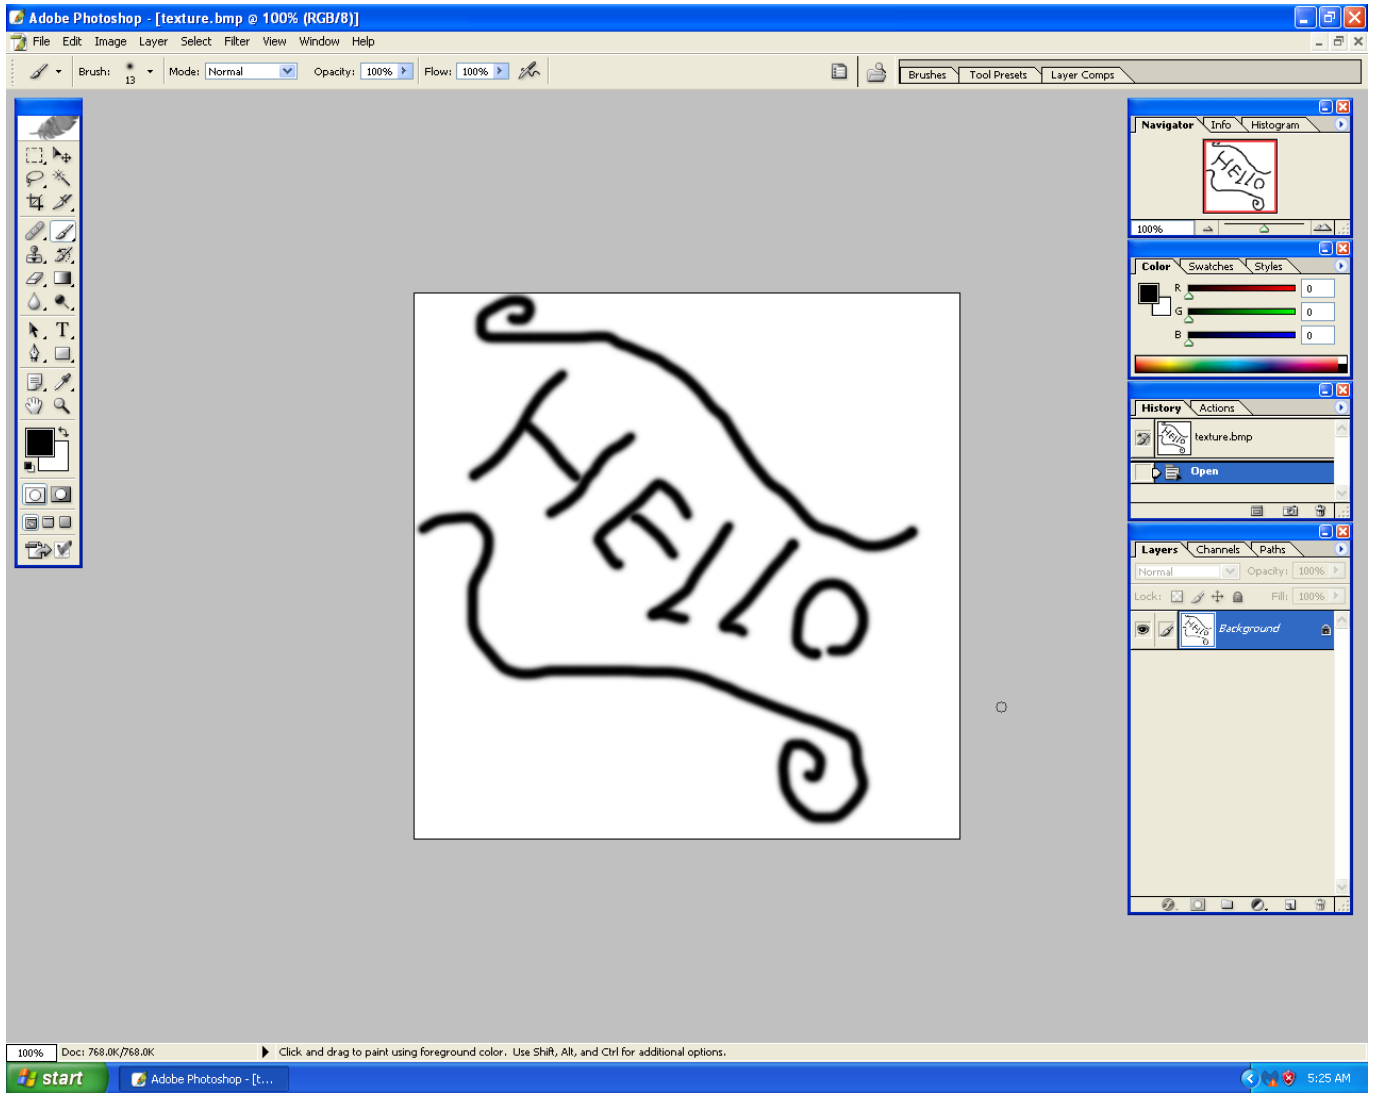 Adobe Photoshop - [texture.bmp @ 100% (RGB/8)]
File Edit Image Layer Select Filter View Window Help
Brush: 13 Mode: Normal Opacity: 100% Flow: 100% Brushes Tool Presets Layer Comps
Navigator Info Histogram
HELLO
100%
Color Swatches Styles
R 0
G 0
B 0
History Actions
HELLO texture.bmp
Open
Layers Channels Paths
Normal Opacity: 100%
Lock: Fill: 100%
HELLO Background
T
HELLO
100% Doc: 768.0K/768.0K Click and drag to paint using foreground color. Use Shift, Alt, and Ctrl for additional options.
start Adobe Photoshop - [t... 5:25 AM